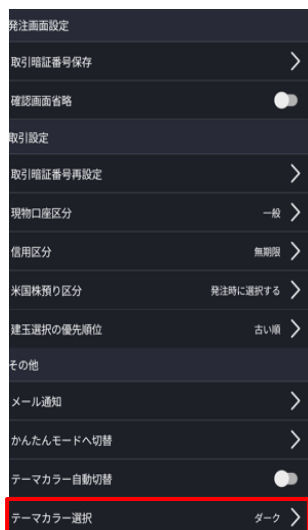 発注画面設定
取引暗証番号保存
確認画面省略
取引設定
取引暗証番号再設定
現物口座区分 一般
信用区分 無期限
米国株預り区分 発注時に選択する
建玉選択の優先順位 古い順
その他
メール通知
かんたんモードへ切替
テーマカラー自動切替
テーマカラー選択 ダーク